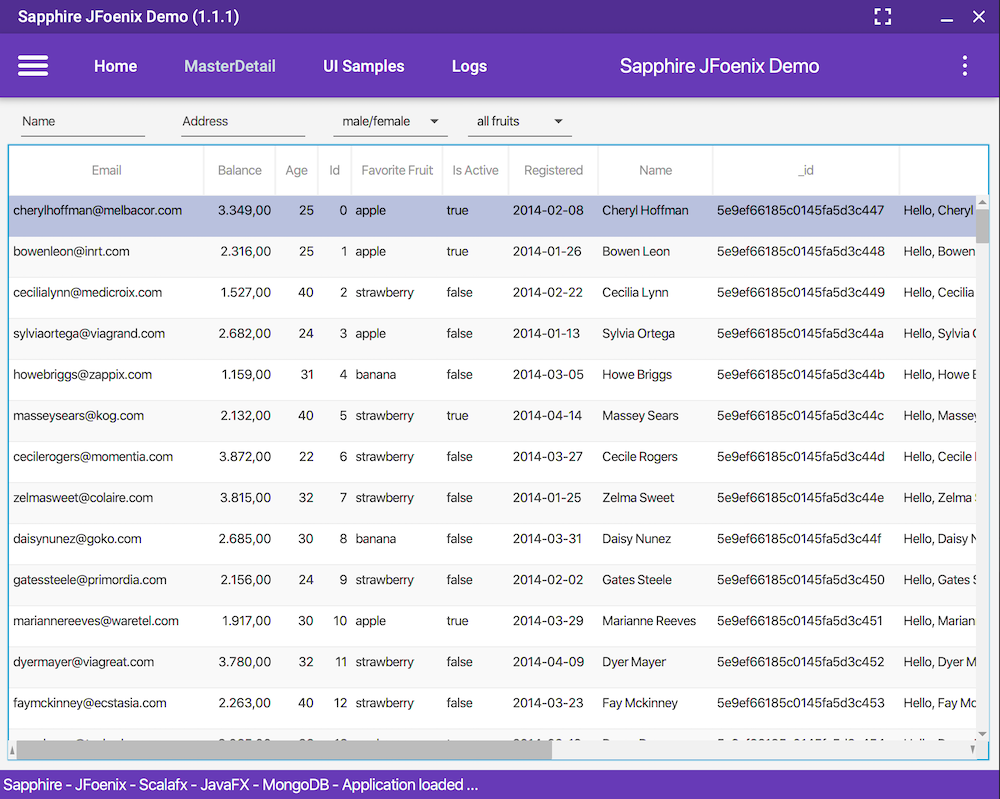 Sapphire JFoenix Demo (1.1.1)
Home MasterDetail UI Samples Logs Sapphire JFoenix Demo
Name Address male/female all fruits
Email Balance Age Id Favorite Fruit Is Active Registered Name _id
cherylhoffman@melbacor.com 3.349,00 25 0 apple true 2014-02-08 Cheryl Hoffman 5e9ef66185c0145fa5d3c447 Hello, Cheryl
bowenleon@inrt.com 2.316,00 25 1 apple true 2014-01-26 Bowen Leon 5e9ef66185c0145fa5d3c448 Hello, Bowen
cecilialynn@medicroix.com 1.527,00 40 2 strawberry false 2014-02-22 Cecilia Lynn 5e9ef66185c0145fa5d3c449 Hello, Cecilia
sylviaortega@viagrand.com 2.682,00 24 3 apple false 2014-01-13 Sylvia Ortega 5e9ef66185c0145fa5d3c44a Hello, Sylvia
howebriggs@zappix.com 1.159,00 31 4 banana false 2014-03-05 Howe Briggs 5e9ef66185c0145fa5d3c44b Hello, Howe
masseysears@kog.com 2.132,00 40 5 strawberry true 2014-04-14 Massey Sears 5e9ef66185c0145fa5d3c44c Hello, Massey
cecilerogers@momentia.com 3.872,00 22 6 strawberry false 2014-03-27 Cecile Rogers 5e9ef66185c0145fa5d3c44d Hello, Cecile
zelmasweet@colaire.com 3.815,00 32 7 strawberry false 2014-01-25 Zelma Sweet 5e9ef66185c0145fa5d3c44e Hello, Zelma
daisynunez@goko.com 2.685,00 30 8 banana false 2014-03-31 Daisy Nunez 5e9ef66185c0145fa5d3c44f Hello, Daisy
gatessteele@primordia.com 2.156,00 24 9 strawberry false 2014-02-02 Gates Steele 5e9ef66185c0145fa5d3c450 Hello, Gates
mariannereeves@waretel.com 1.917,00 30 10 apple true 2014-03-29 Marianne Reeves 5e9ef66185c0145fa5d3c451 Hello, Marian
dyermayer@viagreat.com 3.780,00 32 11 strawberry false 2014-04-09 Dyer Mayer 5e9ef66185c0145fa5d3c452 Hello, Dyer M
faymckinney@ecstasia.com 2.263,00 40 12 strawberry false 2014-03-23 Fay Mckinney 5e9ef66185c0145fa5d3c453 Hello, Fay Mc
Sapphire - JFoenix - Scalafx - JavaFX - MongoDB - Application loaded ...